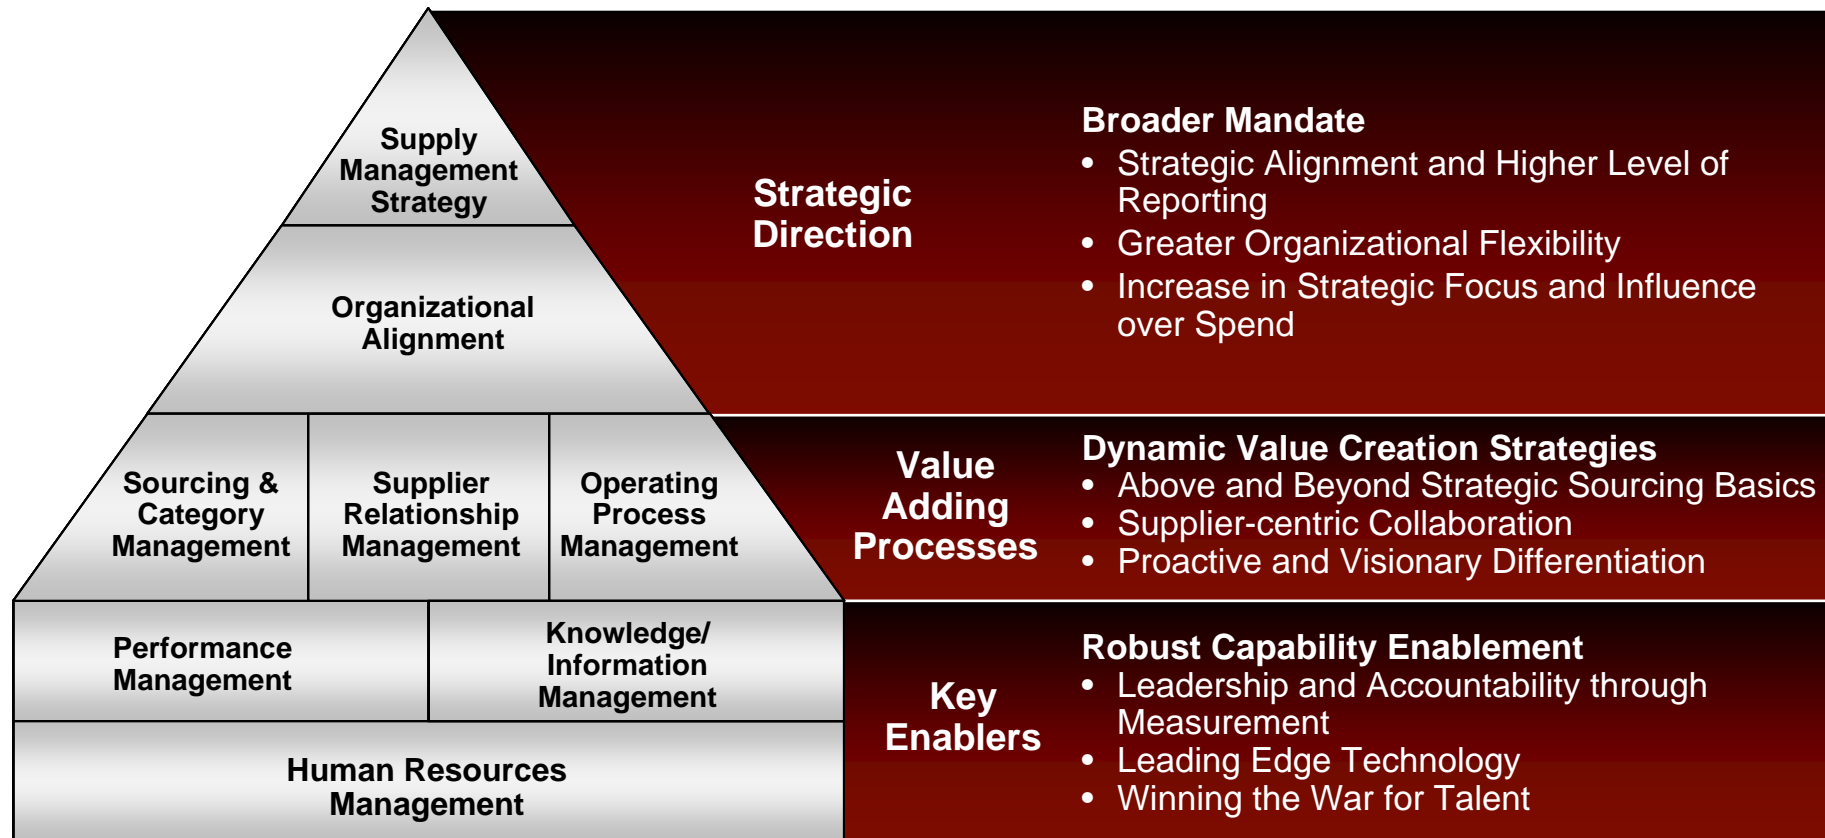 Supply
Management
Strategy
Organizational
Alignment
Sourcing &
Category
Management
Supplier
Relationship
Management
Operating
Process
Management
Performance
Management
Knowledge/
Information
Management
Human Resources
Management
Strategic
Direction
Broader Mandate
• Strategic Alignment and Higher Level of
Reporting
• Greater Organizational Flexibility
• Increase in Strategic Focus and Influence
over Spend
Value
Adding
Processes
Dynamic Value Creation Strategies
• Above and Beyond Strategic Sourcing Basics
• Supplier-centric Collaboration
• Proactive and Visionary Differentiation
Key
Enablers
Robust Capability Enablement
• Leadership and Accountability through
Measurement
• Leading Edge Technology
• Winning the War for Talent